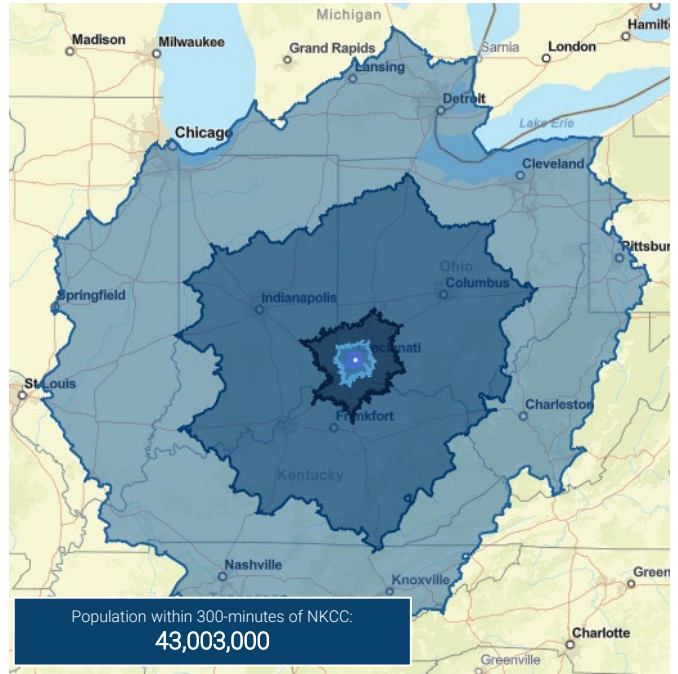 Michigan
Madison
Milwaukee
Hamilt
Grand Rapids
Sarnia
London
Lansing
Detroit
Lake Erie
Chicago
Cleveland
Pittsbur
Ohio
Springfield
Indianapolis
Columbus
Cincinnati
St Louis
Frankfort
Charleston
Kentucky
Nashville
Knoxville
Green
Population within 300-minutes of NKCC:
43,003,000
Charlotte
Greenville